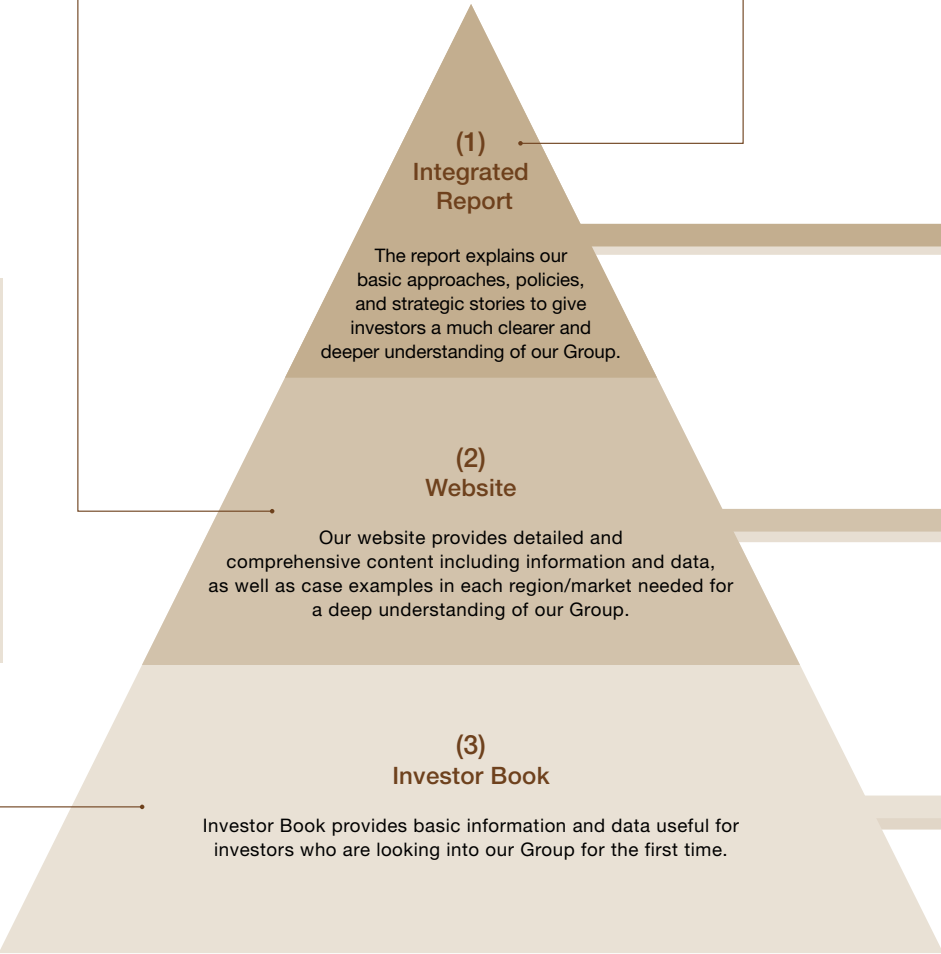 (1)
Integrated
Report
The report explains our
basic approaches, policies,
and strategic stories to give
investors a much clearer and
deeper understanding of our Group.
(2)
Website
Our website provides detailed and
comprehensive content including information and data,
as well as case examples in each region/market needed for
a deep understanding of our Group.
(3)
Investor Book
Investor Book provides basic information and data useful for
investors who are looking into our Group for the first time.